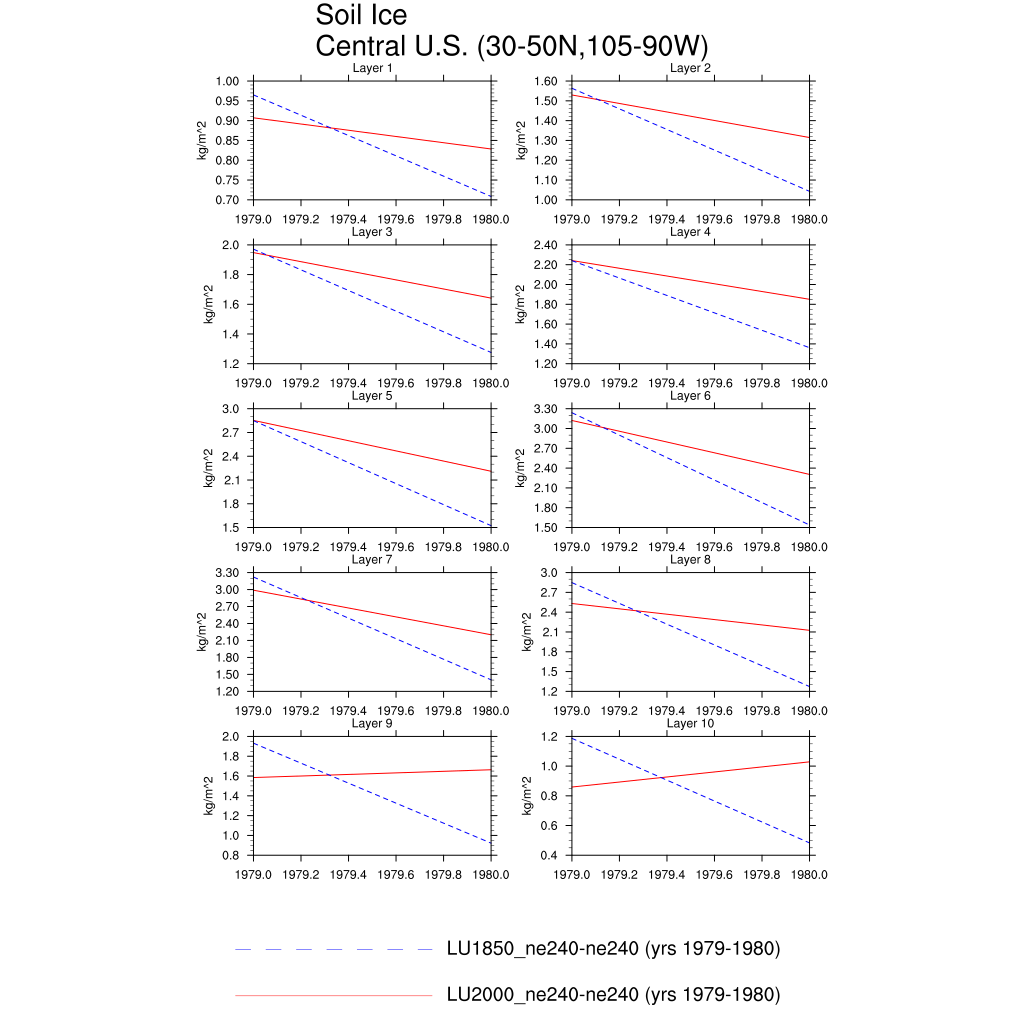 Soil Ice
Central U.S. (30-50N,105-90W)
Layer 1
1.00
0.95
0.90
0.85
0.80
0.75
0.70
kg/m^2
1979.0 1979.2 1979.4 1979.6 1979.8 1980.0
Layer 2
1.60
1.50
1.40
1.30
1.20
1.10
1.00
kg/m^2
1979.0 1979.2 1979.4 1979.6 1979.8 1980.0
Layer 3
2.0
1.8
1.6
1.4
1.2
kg/m^2
1979.0 1979.2 1979.4 1979.6 1979.8 1980.0
Layer 4
2.40
2.20
2.00
1.80
1.60
1.40
1.20
kg/m^2
1979.0 1979.2 1979.4 1979.6 1979.8 1980.0
Layer 5
3.0
2.7
2.4
2.1
1.8
1.5
kg/m^2
1979.0 1979.2 1979.4 1979.6 1979.8 1980.0
Layer 6
3.30
3.00
2.70
2.40
2.10
1.80
1.50
kg/m^2
1979.0 1979.2 1979.4 1979.6 1979.8 1980.0
Layer 7
3.30
3.00
2.70
2.40
2.10
1.80
1.50
1.20
kg/m^2
1979.0 1979.2 1979.4 1979.6 1979.8 1980.0
Layer 8
3.0
2.7
2.4
2.1
1.8
1.5
1.2
kg/m^2
1979.0 1979.2 1979.4 1979.6 1979.8 1980.0
Layer 9
2.0
1.8
1.6
1.4
1.2
1.0
0.8
kg/m^2
1979.0 1979.2 1979.4 1979.6 1979.8 1980.0
Layer 10
1.2
1.0
0.8
0.6
0.4
kg/m^2
1979.0 1979.2 1979.4 1979.6 1979.8 1980.0
LU1850_ne240-ne240 (yrs 1979-1980)
LU2000_ne240-ne240 (yrs 1979-1980)